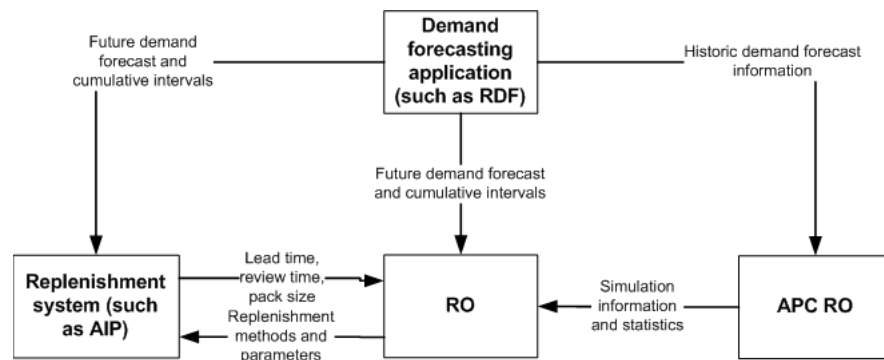 Future demand
forecast and
cumulative intervals
Demand
forecasting
application
(such as RDF)
Historic demand forecast
information
Future demand forecast
and cumulative intervals
Replenishment
system (such
as AIP)
Lead time,
review time,
pack size
Replenishment
methods and
parameters
RO
Simulation
information
and statistics
APC RO